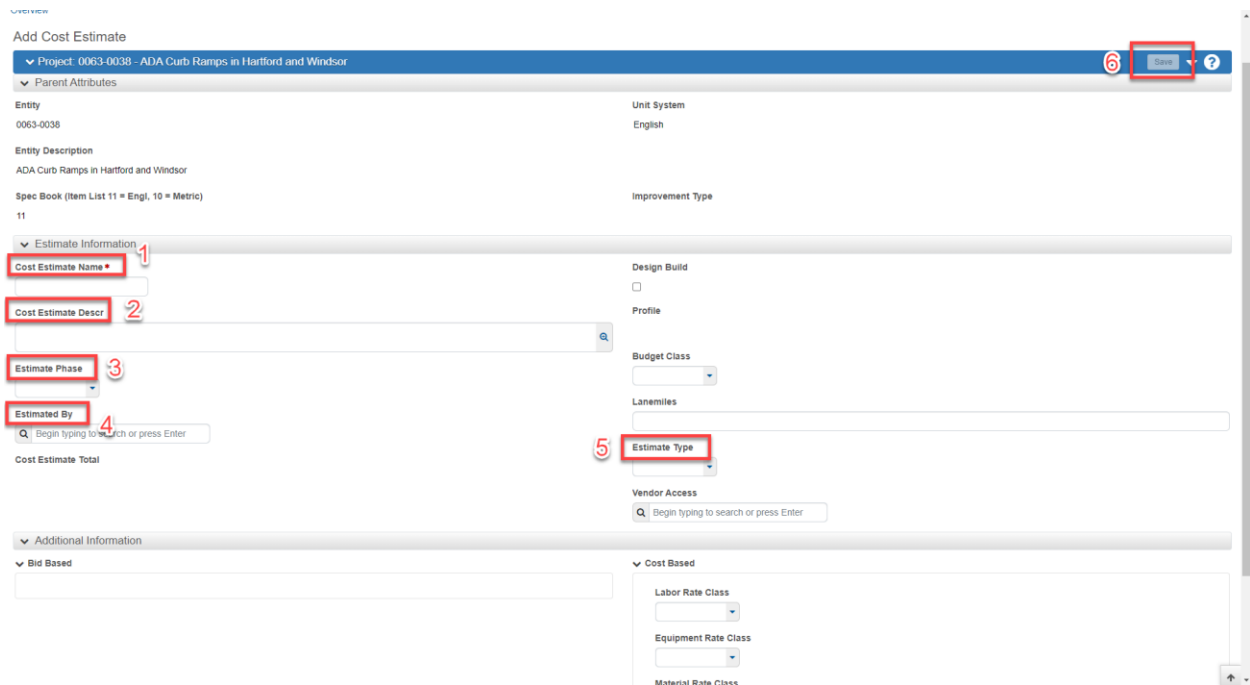 Overview
Add Cost Estimate
Project: 0063-0038 - ADA Curb Ramps in Hartford and Windsor
6
Save
?
Parent Attributes
Entity
Unit System
0063-0038
English
Entity Description
ADA Curb Ramps in Hartford and Windsor
Spec Book (Item List 11 = Engl, 10 = Metric)
Improvement Type
11
Estimate Information
1
Cost Estimate Name*
Design Build
Cost Estimate Descr
2
Profile
Estimate Phase
3
Budget Class
Estimated By
4
Lanemiles
Begin typing to search or press Enter
Cost Estimate Total
5
Estimate Type
Vendor Access
Begin typing to search or press Enter
Additional Information
Bid Based
Cost Based
Labor Rate Class
Equipment Rate Class
Material Rate Class